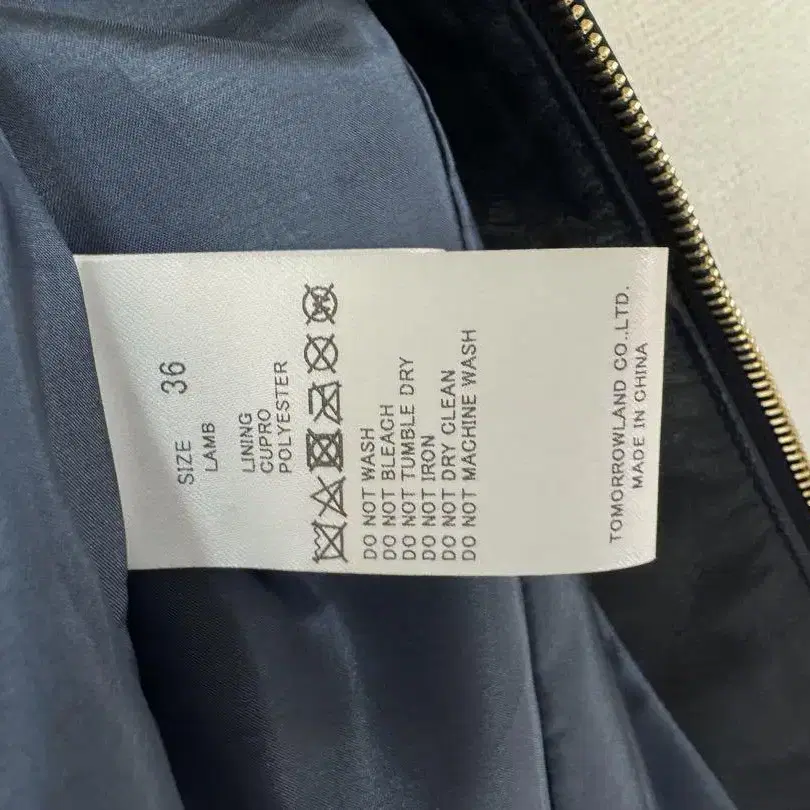 SIZE 36
LAMB
LINING
CUPRO
POLYESTER
DO NOT WASH
DO NOT BLEACH
DO NOT TUMBLE DRY
DO NOT IRON
DO NOT DRY CLEAN
DO NOT MACHINE WASH
TOMORROWLAND CO.,LTD.
MADE IN CHINA